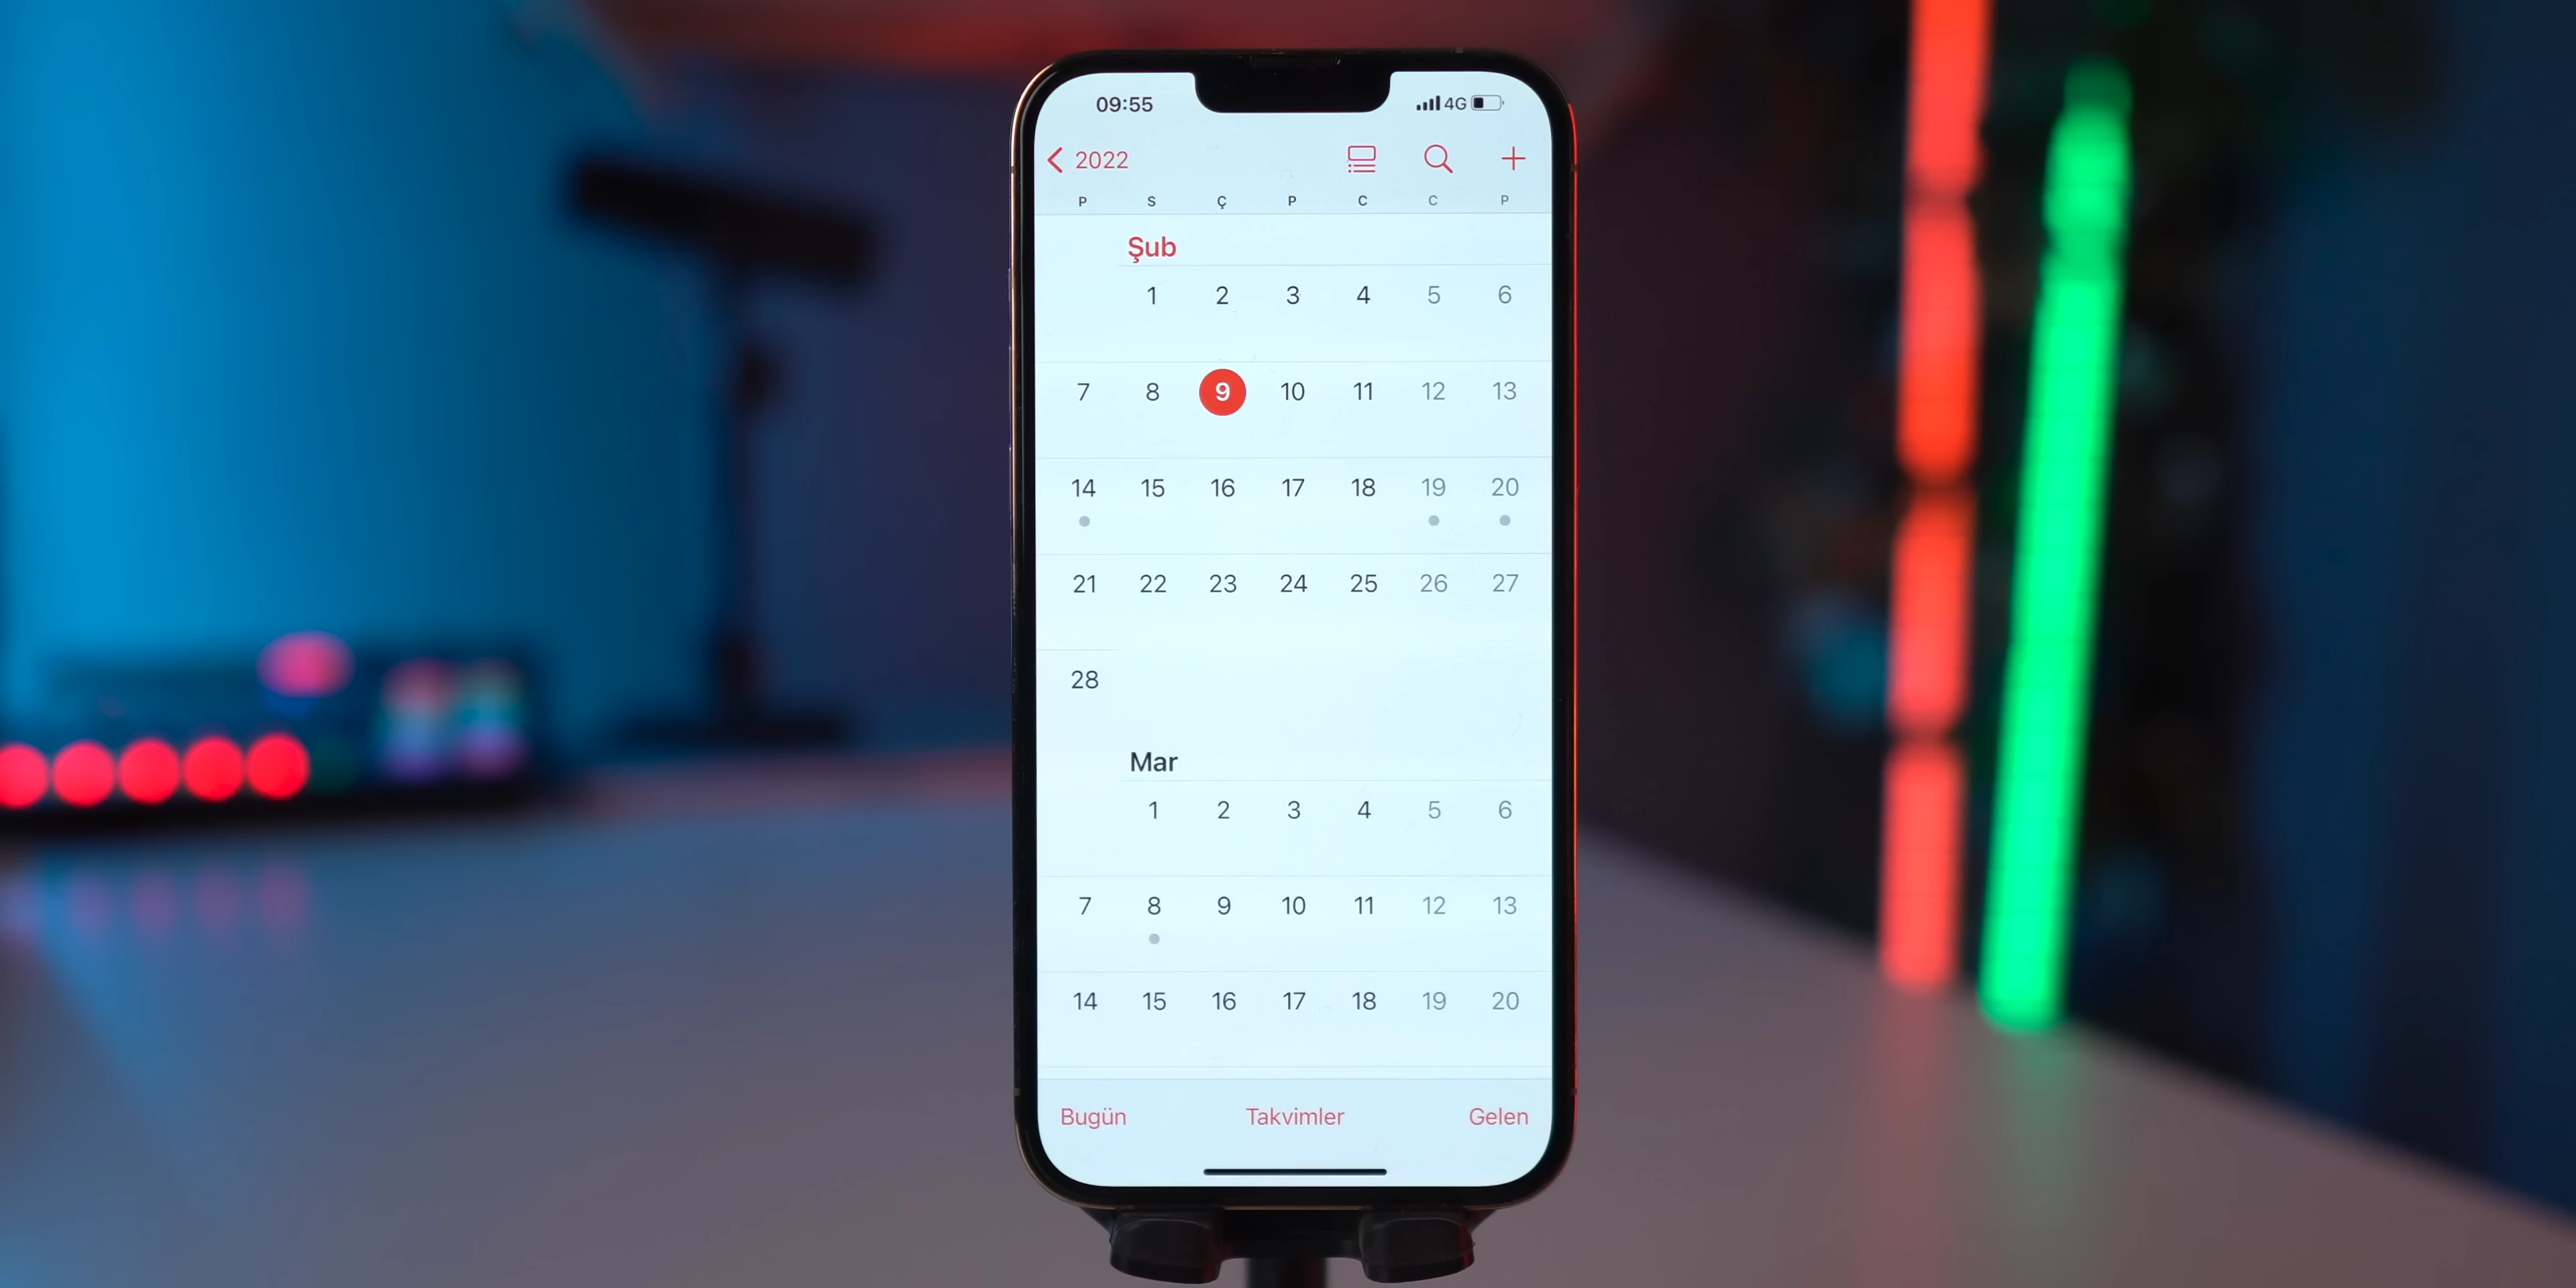 09:55 4G
2022
P S Ç P C C P
Şub
1 2 3 4 5 6
7 8 9 10 11 12 13
14 15 16 17 18 19 20
21 22 23 24 25 26 27
28
Mar
1 2 3 4 5 6
7 8 9 10 11 12 13
14 15 16 17 18 19 20
Bugün Takvimler Gelen